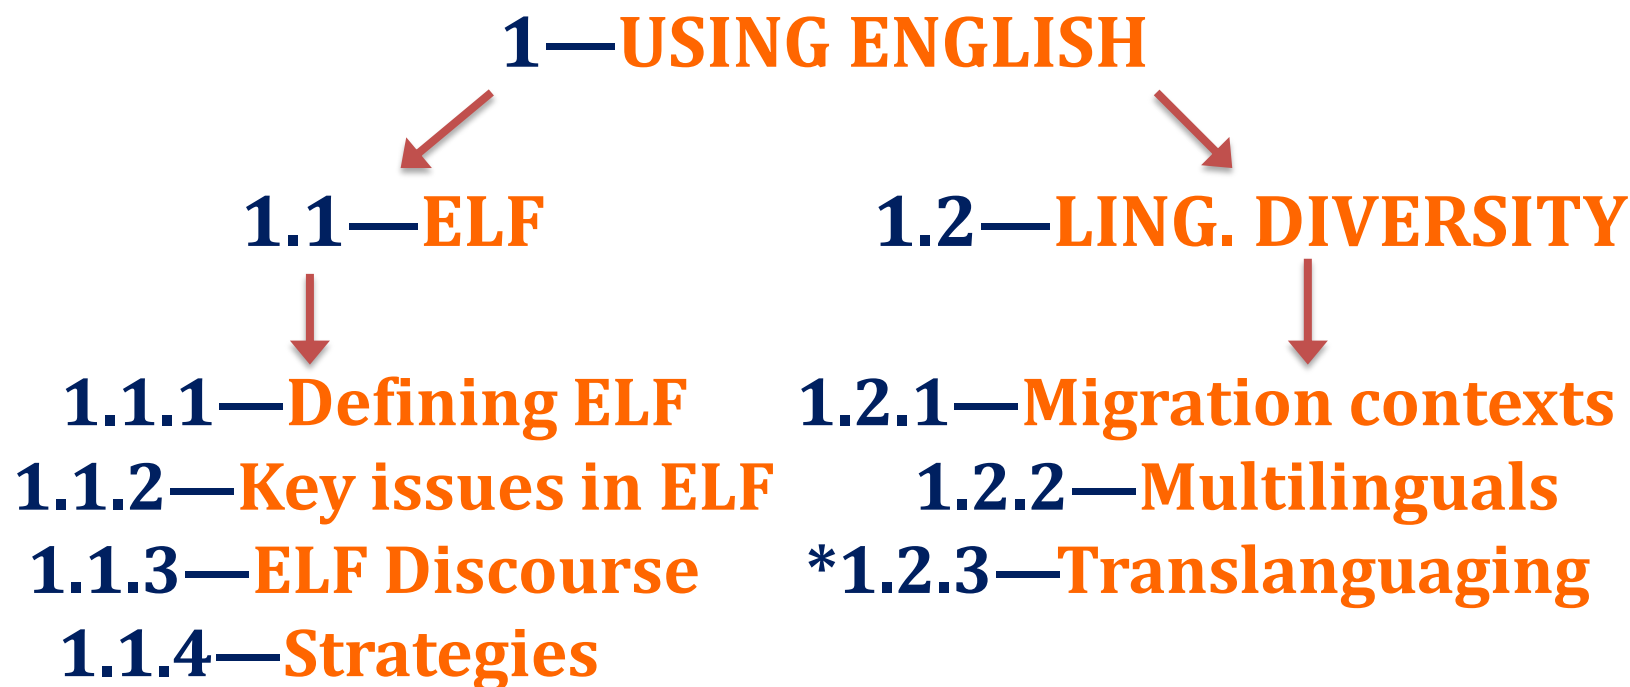 1—USING ENGLISH
1.1—ELF
1.1.1—Defining ELF
1.1.2—Key issues in ELF
1.1.3—ELF Discourse
1.1.4—Strategies
1.2—LING. DIVERSITY
1.2.1—Migration contexts
1.2.2—Multilinguals
*1.2.3—Translanguaging